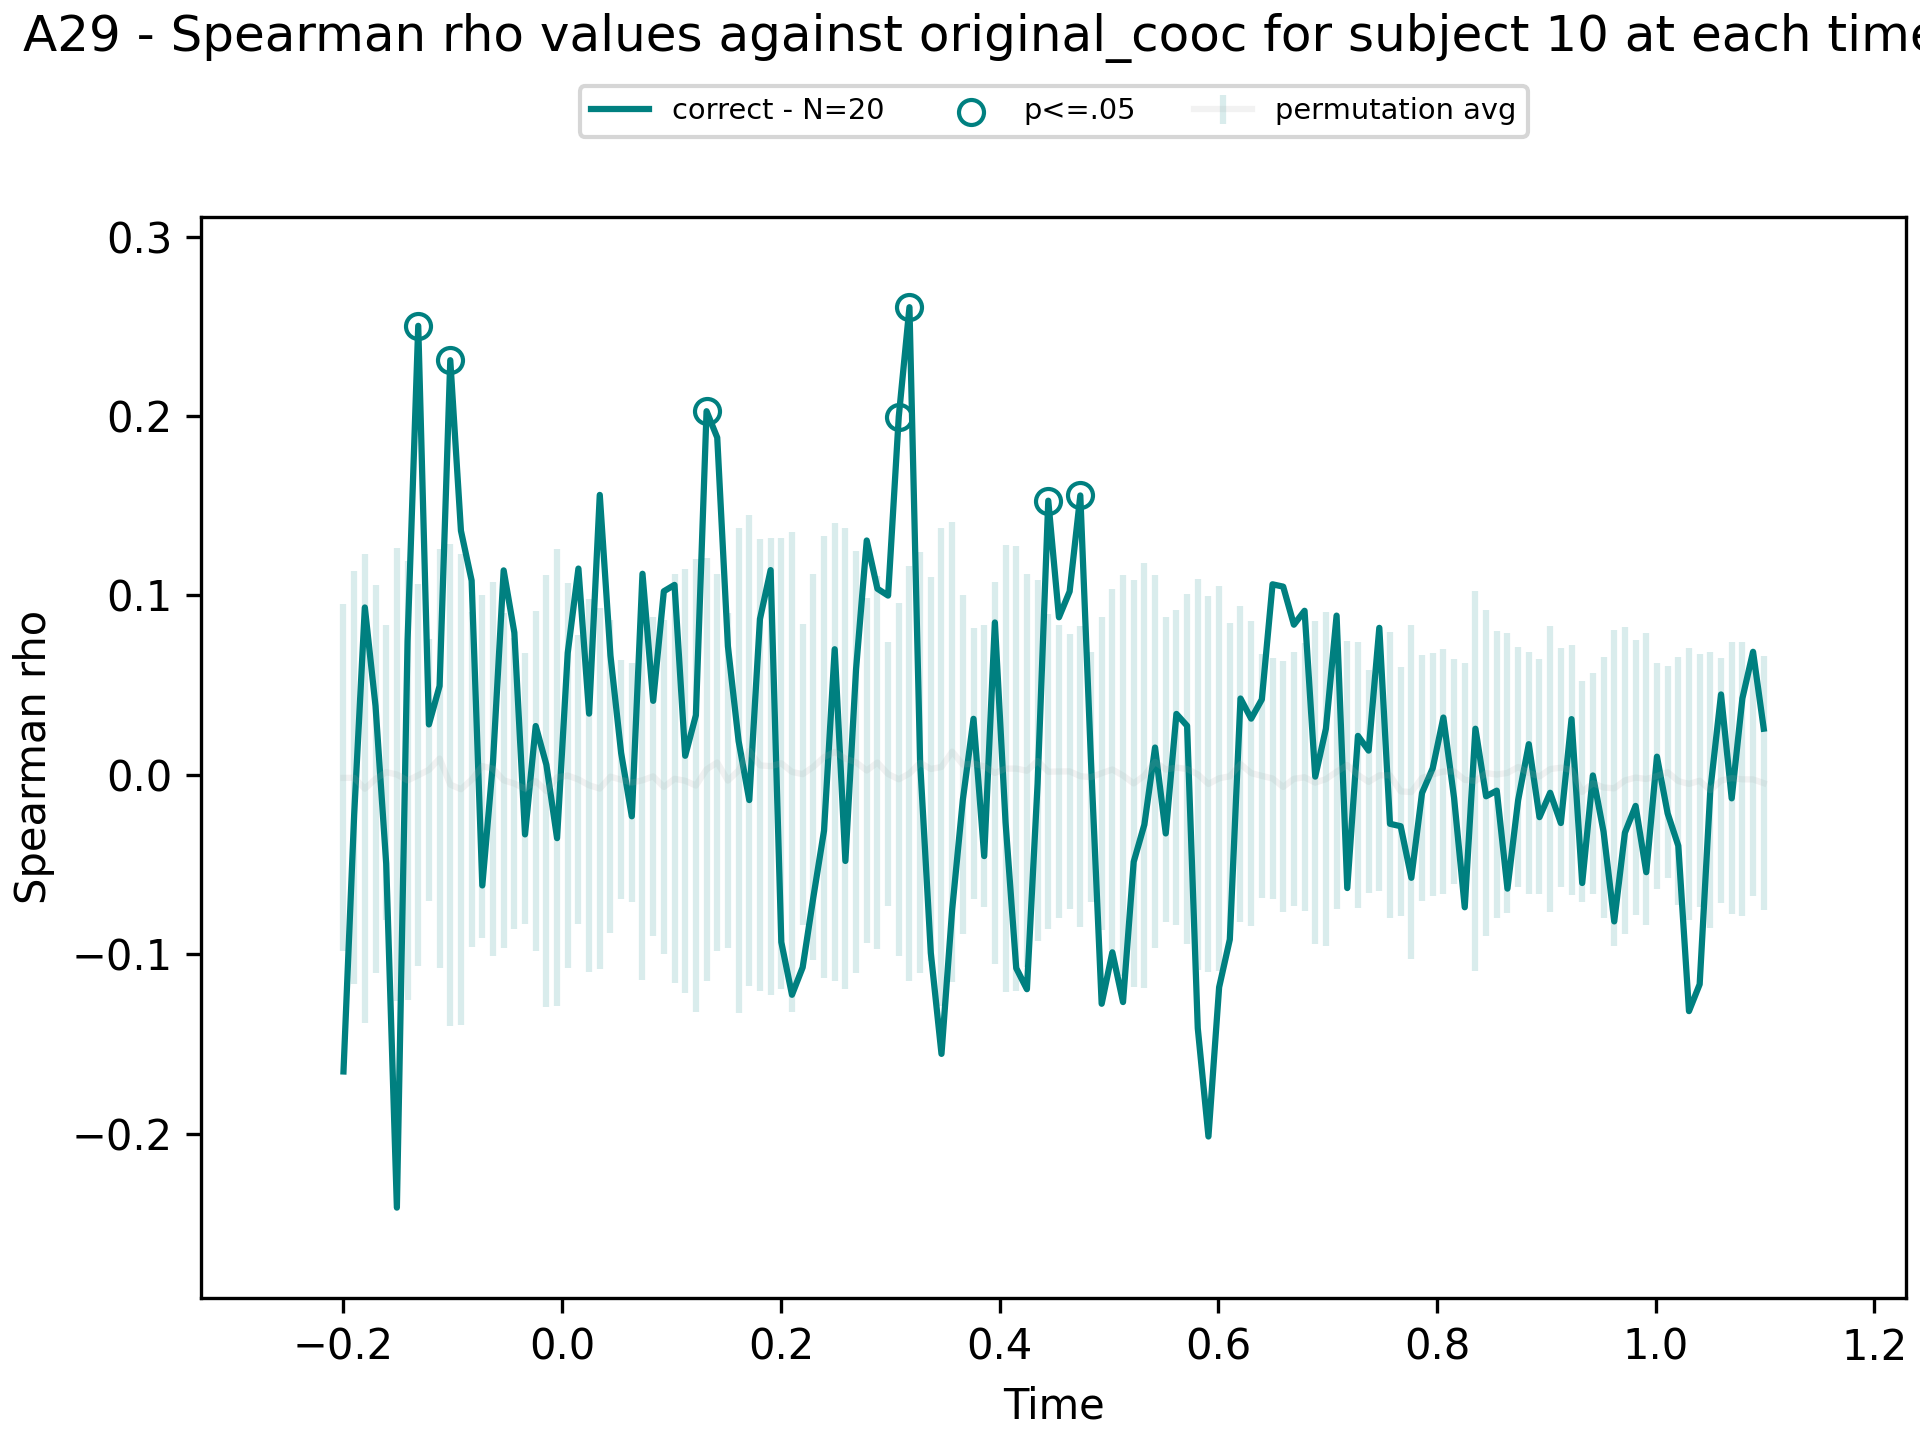 A29 - Spearman rho values against original_cooc for subject 10 at each time
correct - N=20 p<=.05 permutation avg
0.3
0.2
0.1
0.0
−0.1
−0.2
Spearman rho
−0.2 0.0 0.2 0.4 0.6 0.8 1.0 1.2
Time